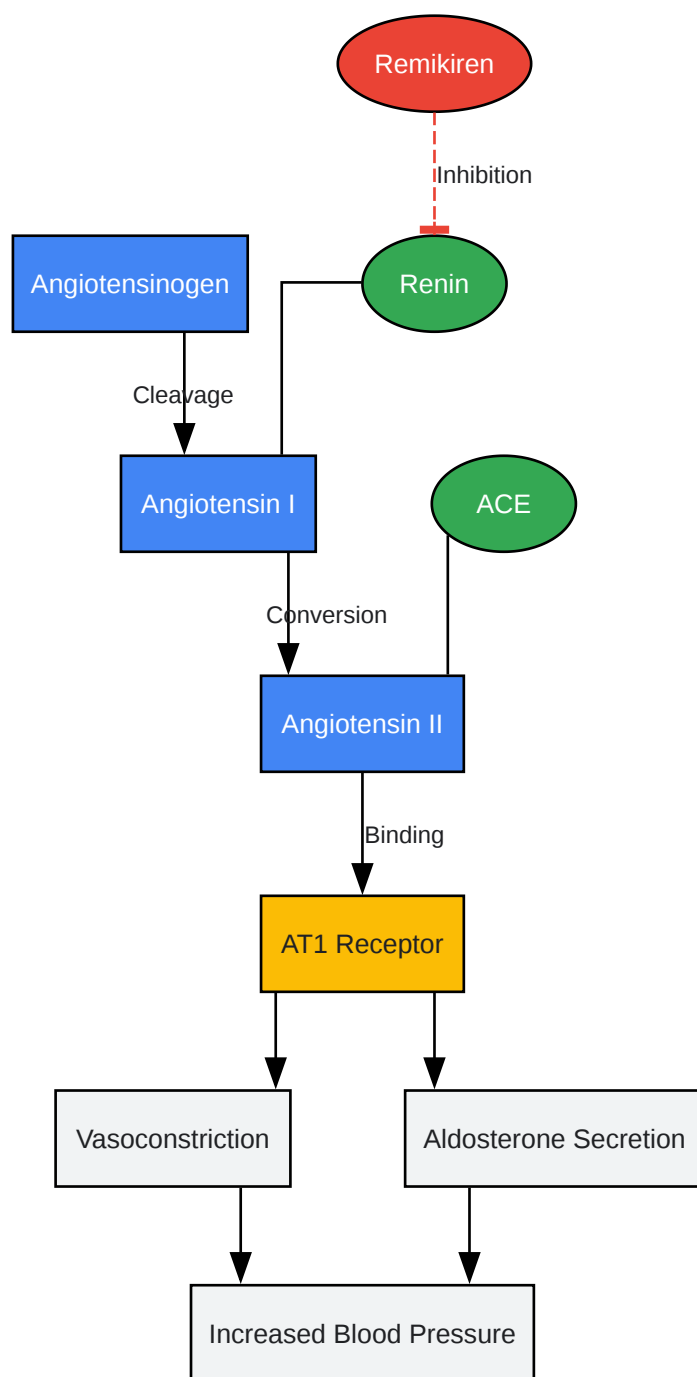 Remikiren
Inhibition
Angiotensinogen
Renin
Cleavage
Angiotensin I
ACE
Conversion
Angiotensin II
Binding
AT1 Receptor
Vasoconstriction
Aldosterone Secretion
Increased Blood Pressure